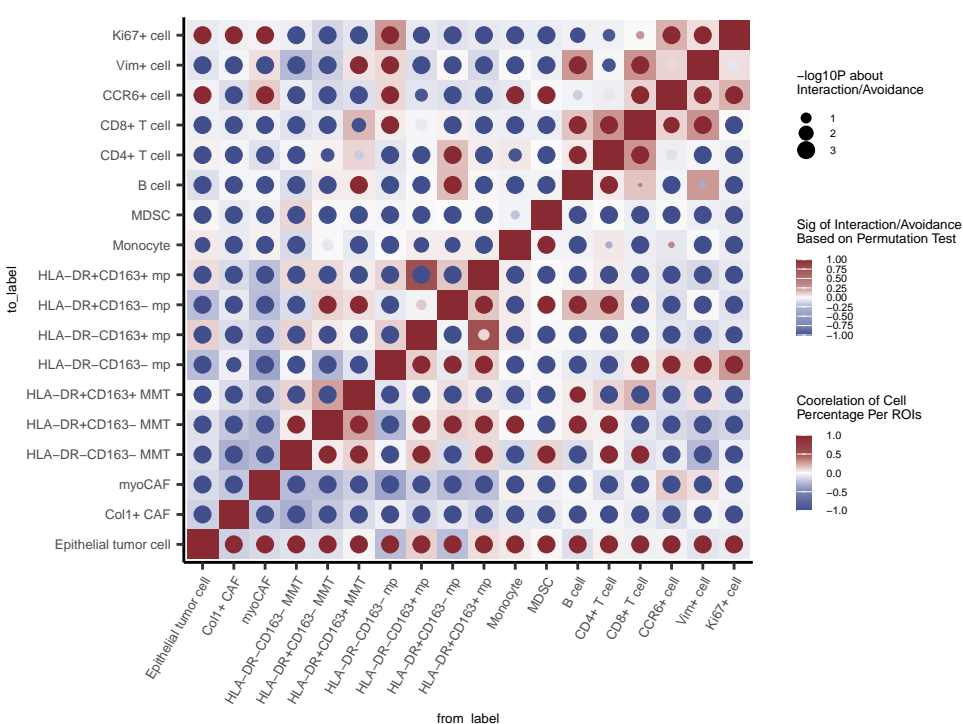 Ki67+ cell
Vim+ cell
CCR6+ cell
CD8+ T cell
CD4+ T cell
B cell
MDSC
Monocyte
HLA−DR+CD163+ mp
HLA−DR+CD163− mp
HLA−DR−CD163+ mp
HLA−DR−CD163− mp
HLA−DR+CD163+ MMT
HLA−DR+CD163− MMT
HLA−DR−CD163− MMT
myoCAF
Col1+ CAF
Epithelial tumor cell
to_label
Epithelial tumor cell
Col1+ CAF
myoCAF
HLA−DR−CD163− MMT
HLA−DR+CD163− MMT
HLA−DR+CD163+ MMT
HLA−DR−CD163− mp
HLA−DR−CD163+ mp
HLA−DR+CD163− mp
HLA−DR+CD163+ mp
Monocyte
MDSC
B cell
CD4+ T cell
CD8+ T cell
CCR6+ cell
Vim+ cell
Ki67+ cell
from_label
−log10P about
Interaction/Avoidance
1
2
3
Sig of Interaction/Avoidance
Based on Permutation Test
1.00
0.75
0.50
0.25
0.00
−0.25
−0.50
−0.75
−1.00
Coorelation of Cell
Percentage Per ROIs
1.0
0.5
0.0
−0.5
−1.0